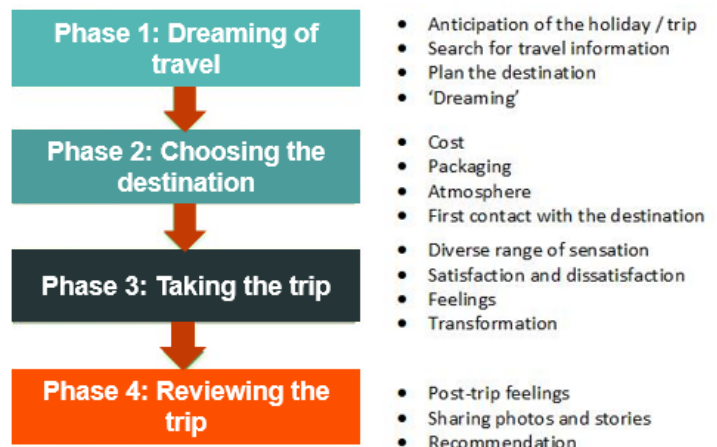 Phase 1: Dreaming of
travel
• Anticipation of the holiday / trip
• Search for travel information
• Plan the destination
• ‘Dreaming’
Phase 2: Choosing the
destination
• Cost
• Packaging
• Atmosphere
• First contact with the destination
Phase 3: Taking the trip
• Diverse range of sensation
• Satisfaction and dissatisfaction
• Feelings
• Transformation
Phase 4: Reviewing the
trip
• Post-trip feelings
• Sharing photos and stories
• Recommendation